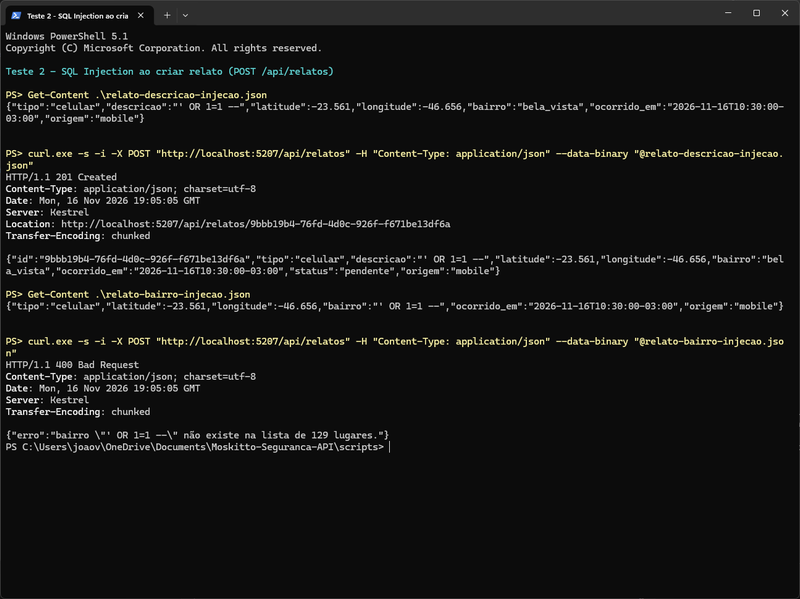 Teste 2 - SQL Injection ao cria
Windows PowerShell 5.1
Copyright (C) Microsoft Corporation. All rights reserved.
Teste 2 - SQL Injection ao criar relato (POST /api/relatos)
PS> Get-Content .\relato-descricao-injecao.json
{"tipo":"celular","descricao":"' OR 1=1 --","latitude":-23.561,"longitude":-46.656,"bairro":"bela_vista","ocorrido_em":"2026-11-16T10:30:00-
03:00","origem":"mobile"}
PS> curl.exe -s -i -X POST "http://localhost:5207/api/relatos" -H "Content-Type: application/json" --data-binary "@relato-descricao-injecao.
json"
HTTP/1.1 201 Created
Content-Type: application/json; charset=utf-8
Date: Mon, 16 Nov 2026 19:05:05 GMT
Server: Kestrel
Location: http://localhost:5207/api/relatos/9bbb19b4-76fd-4d0c-926f-f671be13df6a
Transfer-Encoding: chunked
{"id":"9bbb19b4-76fd-4d0c-926f-f671be13df6a","tipo":"celular","descricao":"' OR 1=1 --","latitude":-23.561,"longitude":-46.656,"bairro":"bel
a_vista","ocorrido_em":"2026-11-16T10:30:00-03:00","status":"pendente","origem":"mobile"}
PS> Get-Content .\relato-bairro-injecao.json
{"tipo":"celular","latitude":-23.561,"longitude":-46.656,"bairro":"' OR 1=1 --","ocorrido_em":"2026-11-16T10:30:00-03:00","origem":"mobile"}
PS> curl.exe -s -i -X POST "http://localhost:5207/api/relatos" -H "Content-Type: application/json" --data-binary "@relato-bairro-injecao.jso
n"
HTTP/1.1 400 Bad Request
Content-Type: application/json; charset=utf-8
Date: Mon, 16 Nov 2026 19:05:05 GMT
Server: Kestrel
Transfer-Encoding: chunked
{"erro":"bairro \"' OR 1=1 --\" não existe na lista de 129 lugares."}
PS C:\Users\joaov\OneDrive\Documents\Moskitto-Seguranca-API\scripts>